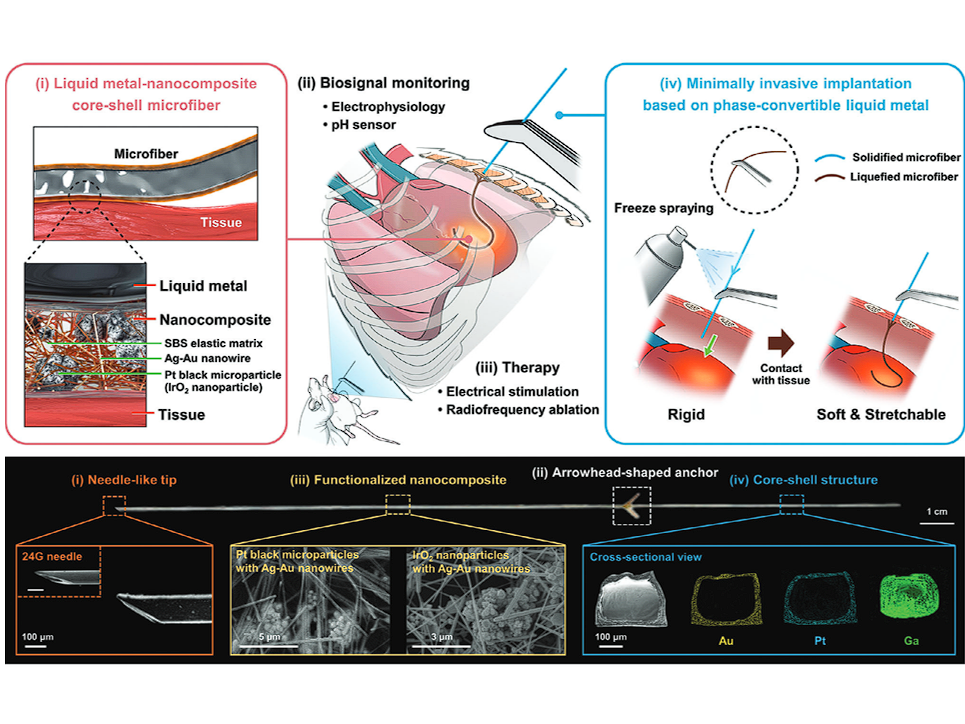 (i) Liquid metal-nanocomposite
core-shell microfiber
Microfiber
Tissue
Liquid metal
Nanocomposite
SBS elastic matrix
Ag-Au nanowire
Pt black microparticle
(IrO₂ nanoparticle)
Tissue
(ii) Biosignal monitoring
• Electrophysiology
• pH sensor
(iii) Therapy
• Electrical stimulation
• Radiofrequency ablation
(iv) Minimally invasive implantation
based on phase-convertible liquid metal
Solidified microfiber
Liquefied microfiber
Freeze spraying
Contact
with tissue
Rigid
Soft & Stretchable
(i) Needle-like tip
(iii) Functionalized nanocomposite
(ii) Arrowhead-shaped anchor
(iv) Core-shell structure
1 cm
24G needle
100 µm
Pt black microparticles
with Ag-Au nanowires
5 µm
IrO₂ nanoparticles
with Ag-Au nanowires
3 µm
Cross-sectional view
100 µm
Au
Pt
Ga